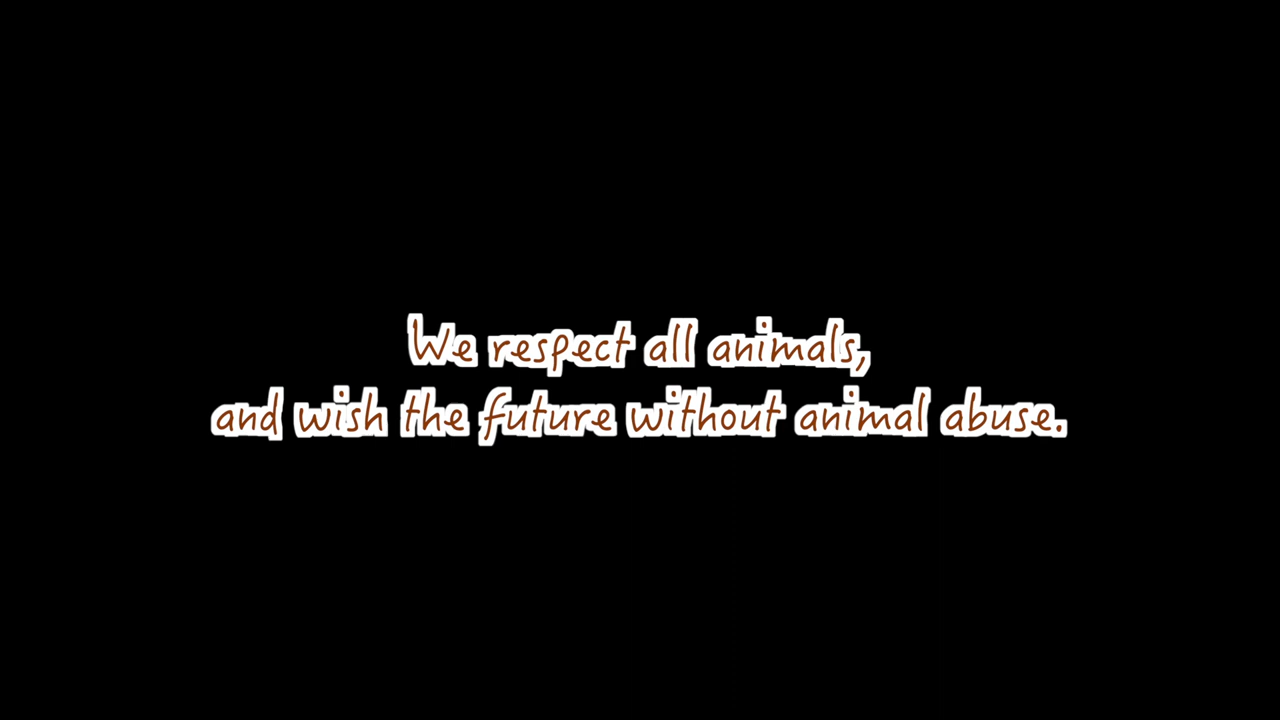 We respect all animals,
and wish the future without animal abuse.